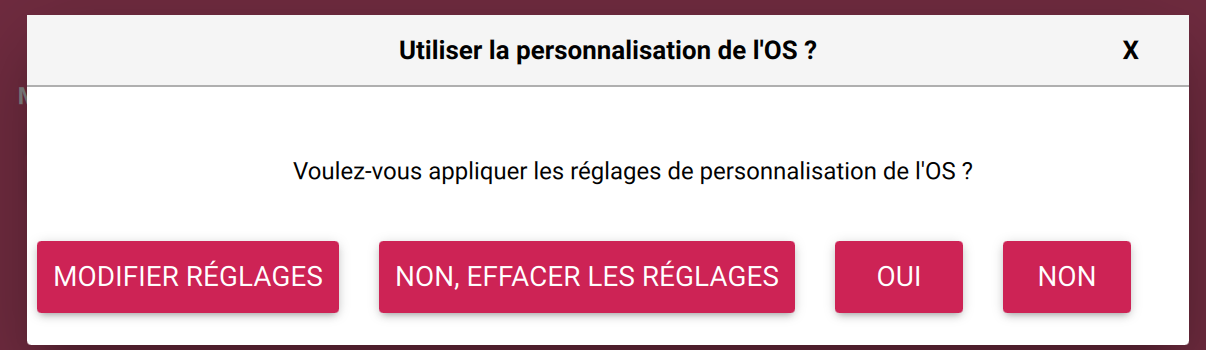 Utiliser la personnalisation de l'OS ?
X
Voulez-vous appliquer les réglages de personnalisation de l'OS ?
MODIFIER RÉGLAGES
NON, EFFACER LES RÉGLAGES
OUI
NON